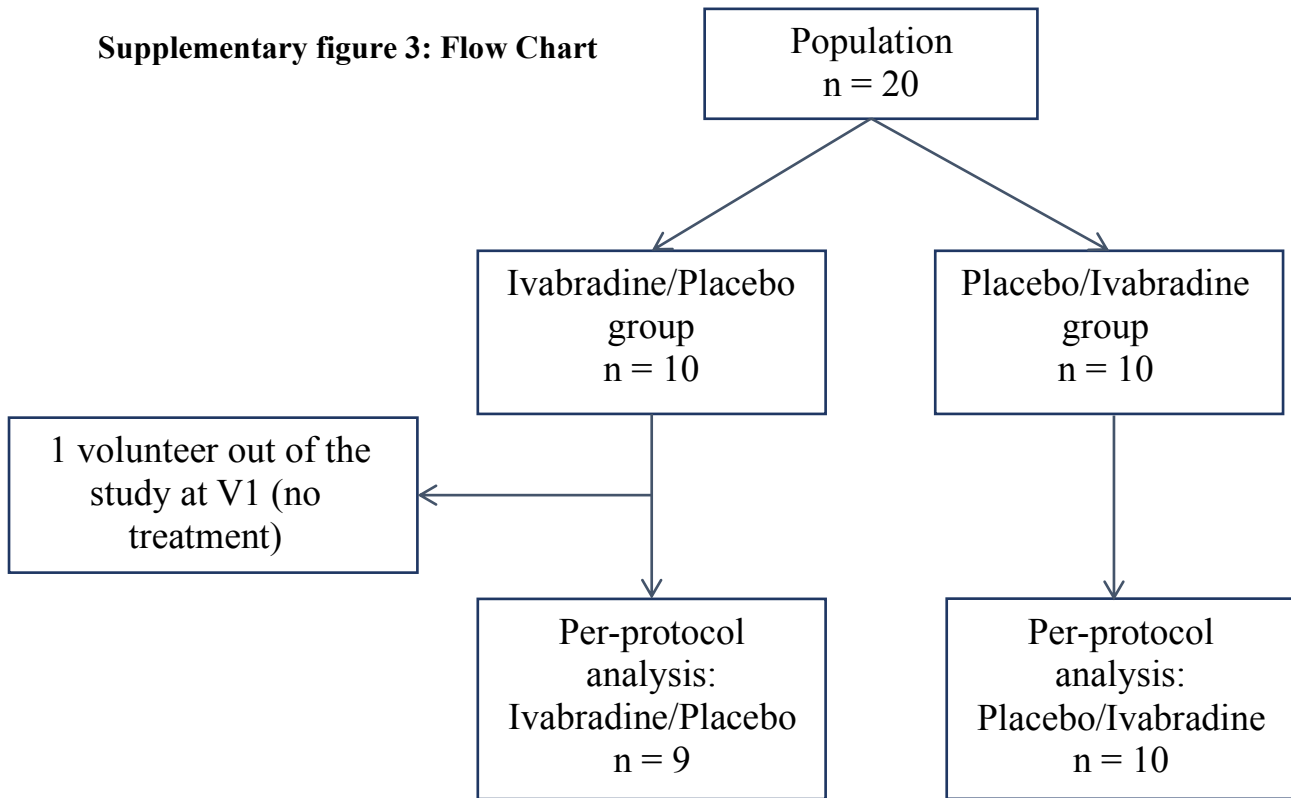 Supplementary figure 3: Flow Chart
Population
n = 20
Ivabradine/Placebo
group
n = 10
Placebo/Ivabradine
group
n = 10
1 volunteer out of the
study at V1 (no
treatment)
Per-protocol
analysis:
Ivabradine/Placebo
n = 9
Per-protocol
analysis:
Placebo/Ivabradine
n = 10